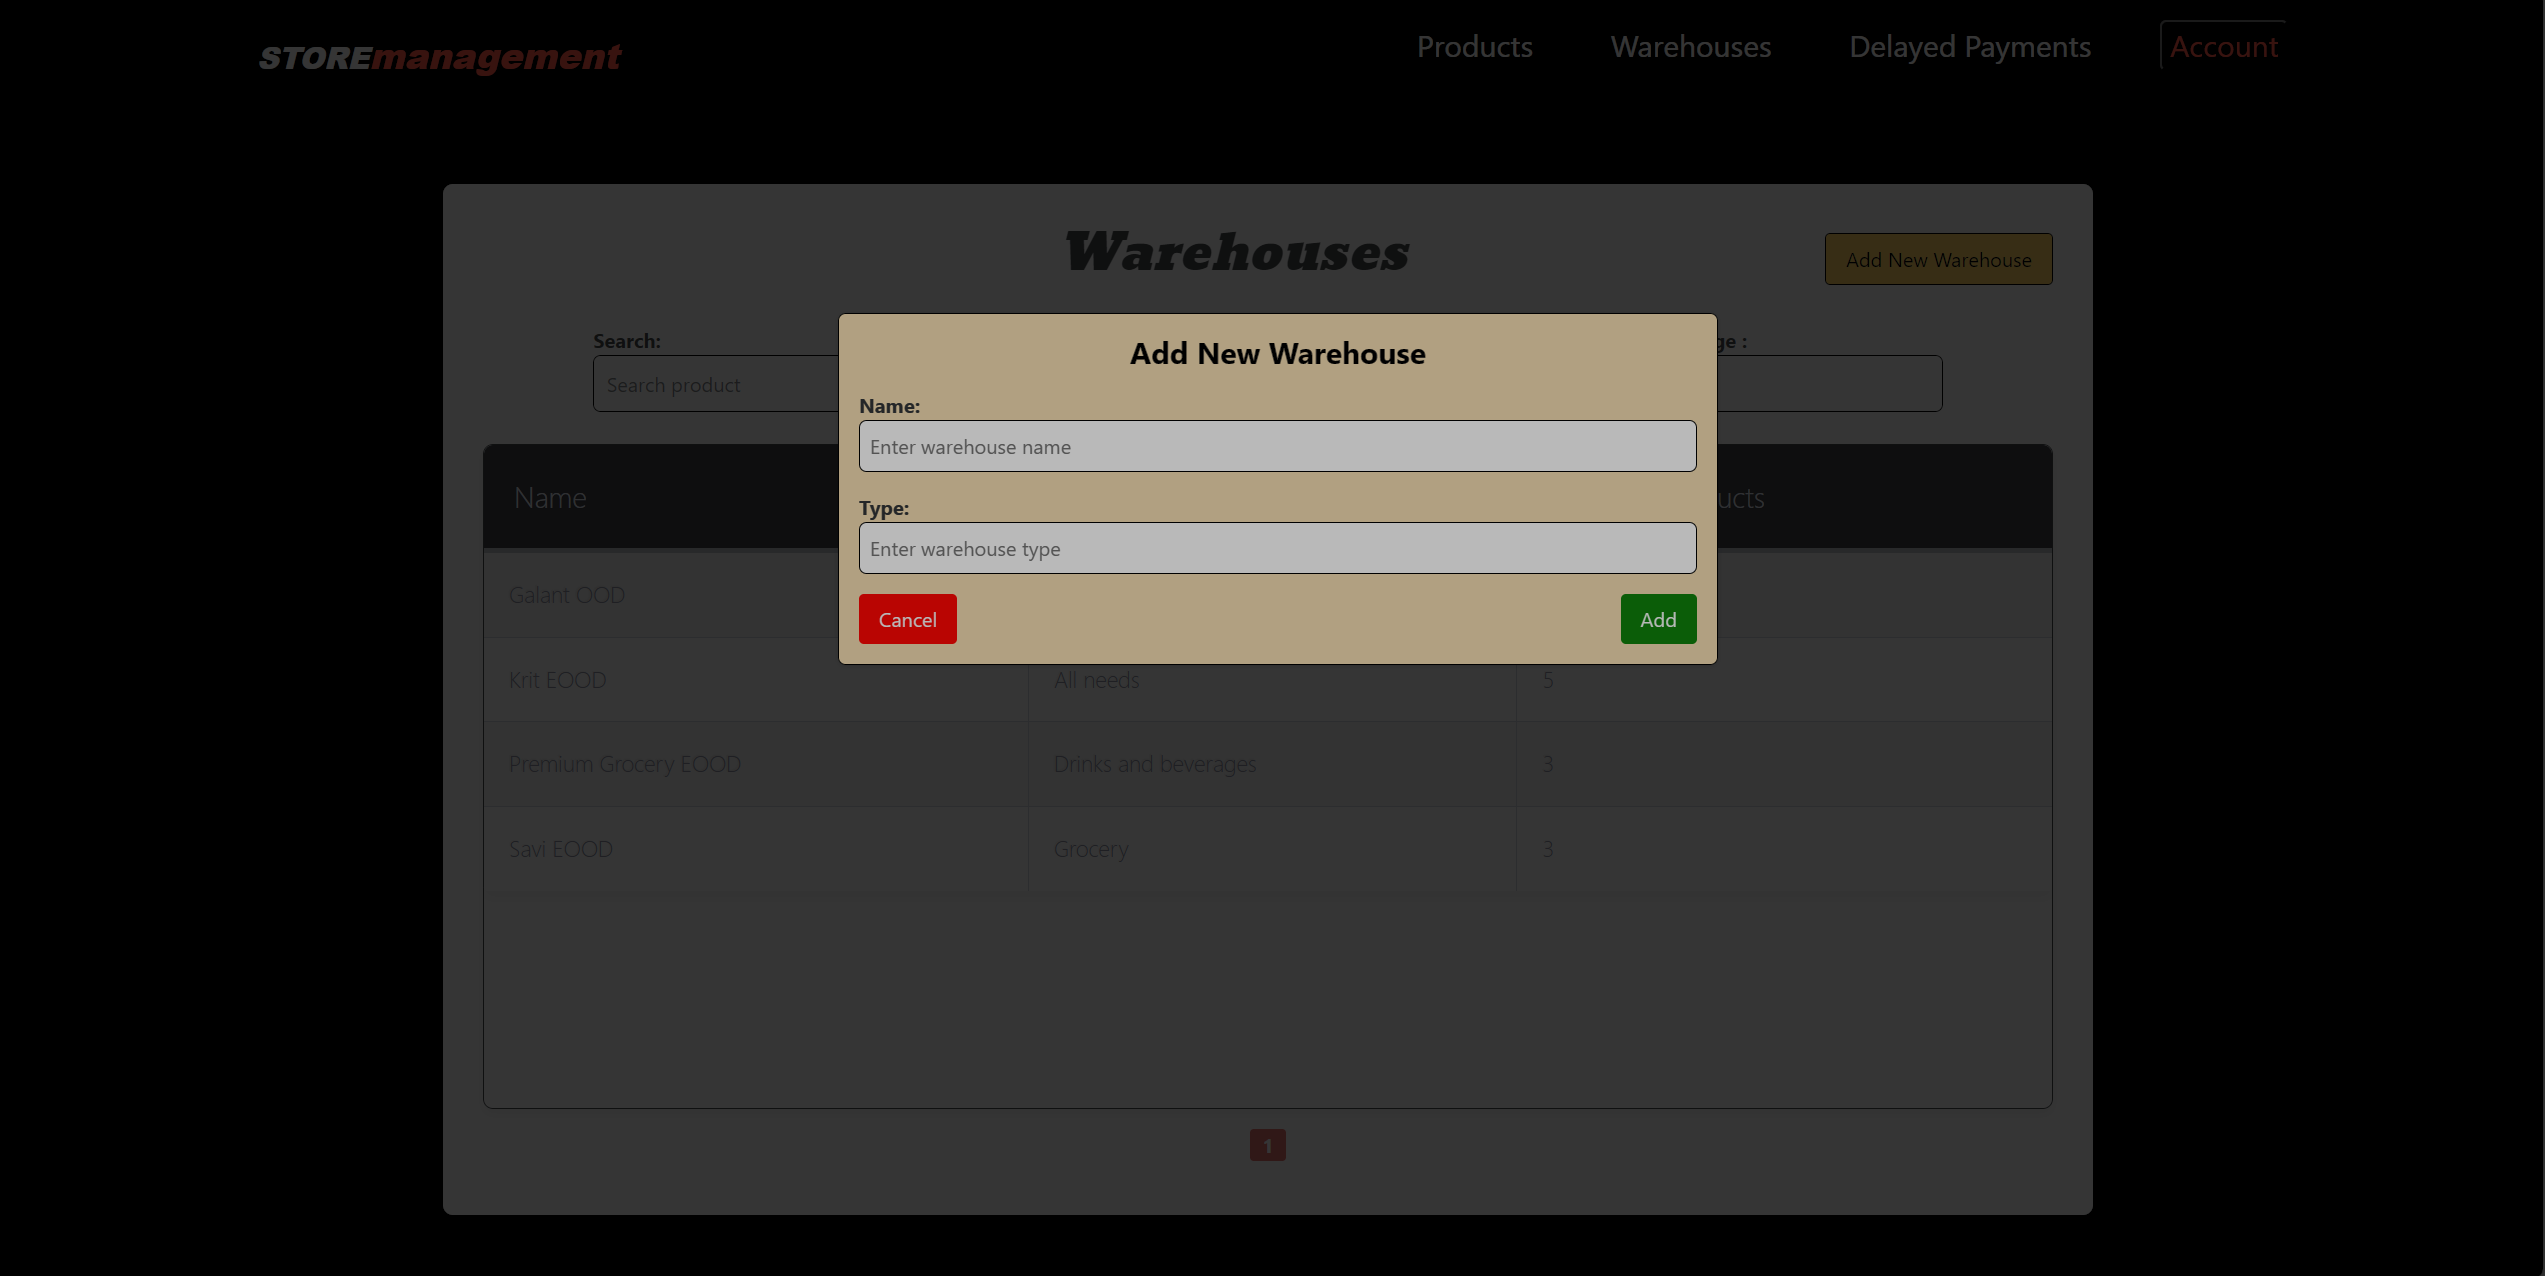 STOREmanagement
Products Warehouses Delayed Payments Account
Warehouses
Add New Warehouse
Search:
Search product
:
Add New Warehouse
Name:
Enter warehouse name
Type:
Enter warehouse type
Cancel Add
Name
Galant OOD
Krit EOOD All needs 5
Premium Grocery EOOD Drinks and beverages 3
Savi EOOD Grocery 3
1